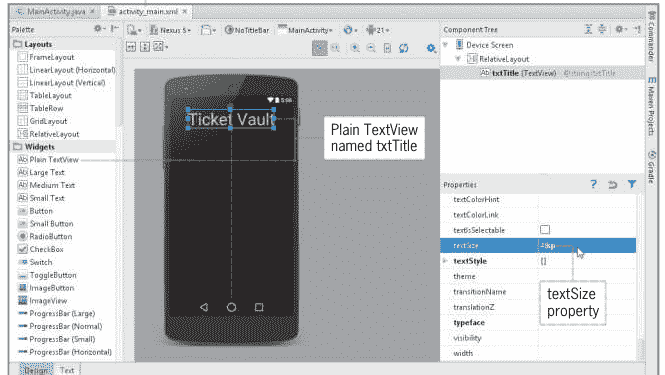 MainActivity.java ×
activity_main.xml ×
Palette
Nexus S
NoTitleBar
MainActivity
21
Component Tree
Layouts
FrameLayout
LinearLayout (Horizontal)
LinearLayout (Vertical)
TableLayout
TableRow
GridLayout
RelativeLayout
Widgets
Plain TextView
Large Text
Medium Text
Small Text
Button
Small Button
RadioButton
CheckBox
Switch
ToggleButton
ImageButton
ImageView
ProgressBar (Large)
ProgressBar (Normal)
ProgressBar (Small)
ProgressBar (Horizontal)
Design
Text
5:00
Ticket Vault
Plain TextView
named txtTitle
Device Screen
RelativeLayout
Ab txtTitle (TextView) - @string/txtTitle
Properties
textColorHint
textColorLink
textIsSelectable
textSize
textStyle []
theme
transitionName
translationZ
typeface
visibility
width
textSize
property
Commander
Maven Projects
Gradle